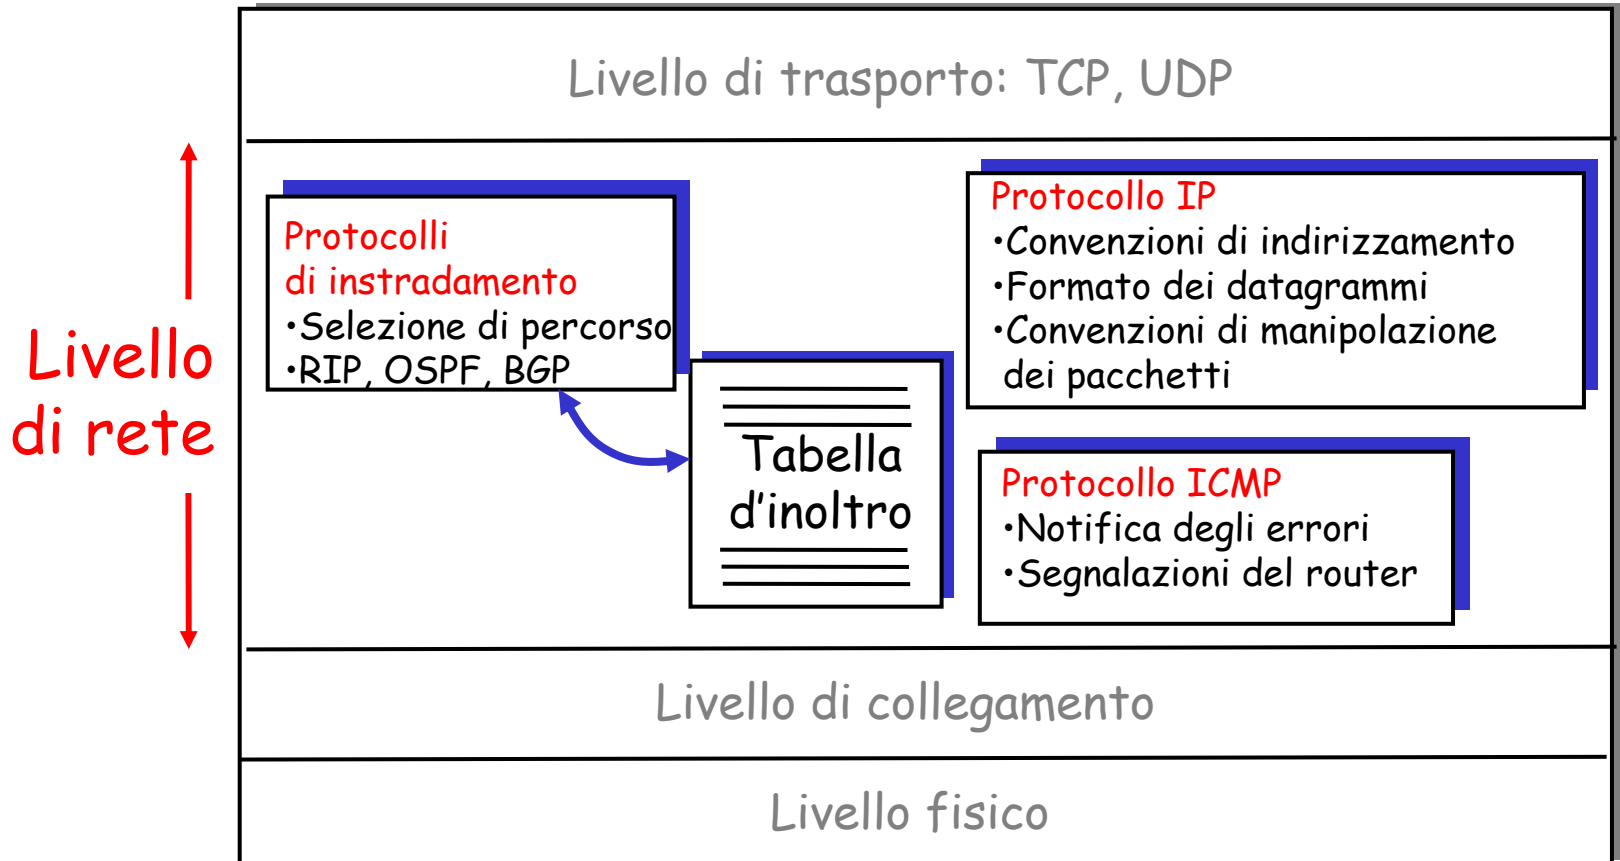 Livello di trasporto: TCP, UDP
Livello
di rete
Protocolli
di instradamento
•Selezione di percorso
•RIP, OSPF, BGP
Tabella
d'inoltro
Protocollo IP
•Convenzioni di indirizzamento
•Formato dei datagrammi
•Convenzioni di manipolazione
dei pacchetti
Protocollo ICMP
•Notifica degli errori
•Segnalazioni del router
Livello di collegamento
Livello fisico